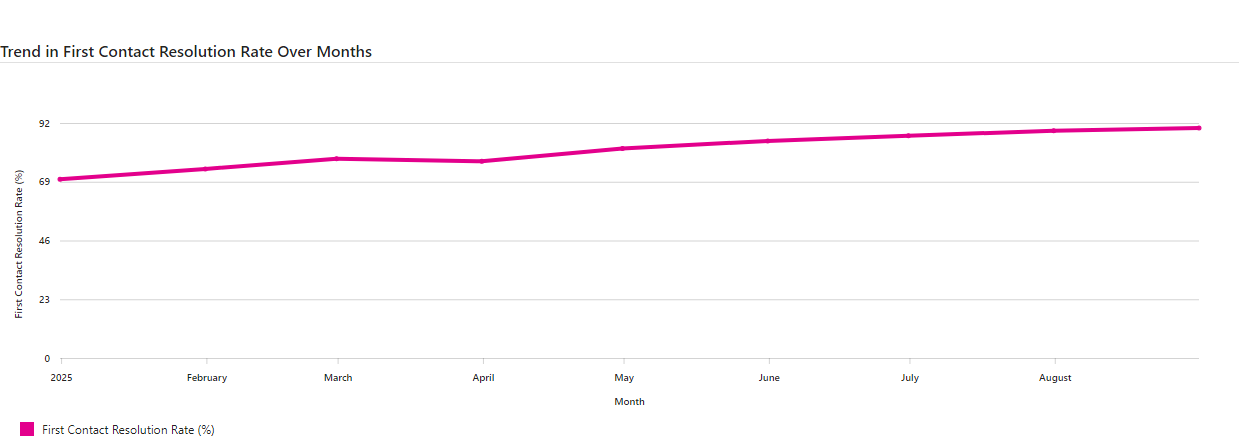 Trend in First Contact Resolution Rate Over Months
92
69
46
23
0
First Contact Resolution Rate (%)
2025 February March April May June July August
Month
First Contact Resolution Rate (%)